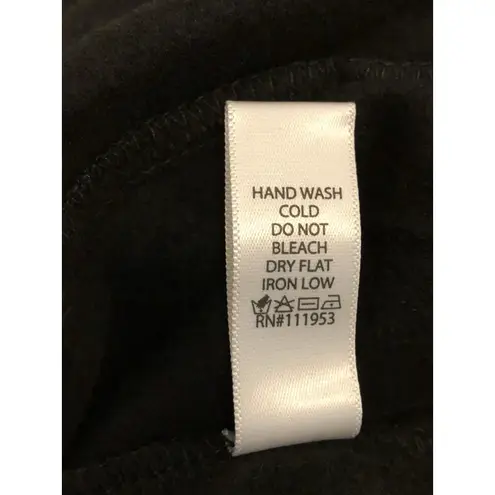 HAND WASH
COLD
DO NOT
BLEACH
DRY FLAT
IRON LOW
RN#111953